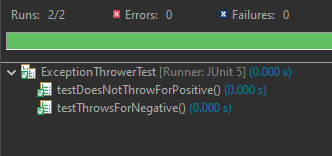 Runs: 2/2 Errors: 0 Failures: 0
ExceptionThrowerTest [Runner: JUnit 5] (0.000 s)
testDoesNotThrowForPositive() (0.000 s)
testThrowsForNegative() (0.000 s)